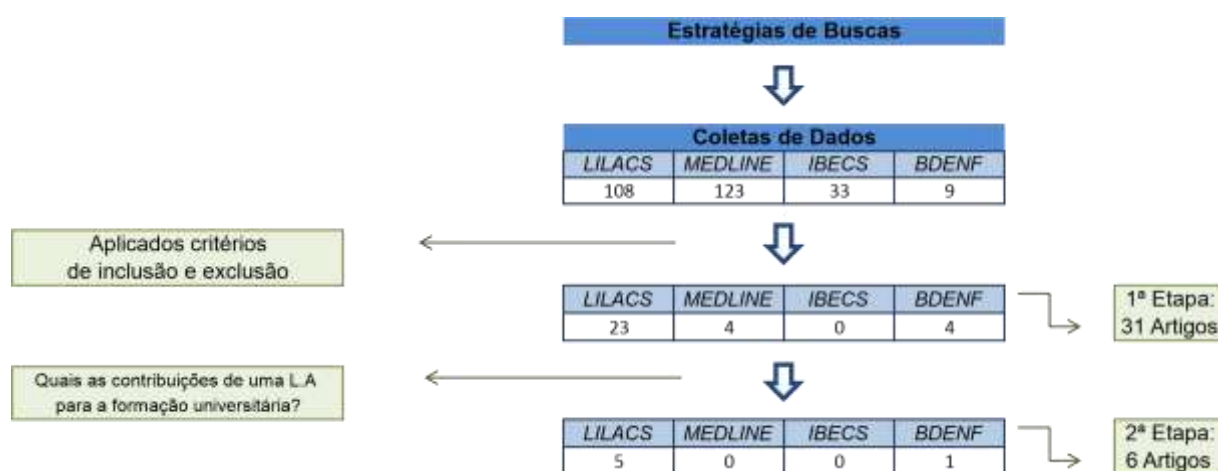 Estratégias de Buscas
Coletas de Dados
LILACS MEDLINE IBECS BDENF
108 123 33 9
Aplicados critérios
de inclusão e exclusão
LILACS MEDLINE IBECS BDENF
23 4 0 4
1ª Etapa:
31 Artigos
Quais as contribuições de uma L.A
para a formação universitária?
LILACS MEDLINE IBECS BDENF
5 0 0 1
2ª Etapa:
6 Artigos